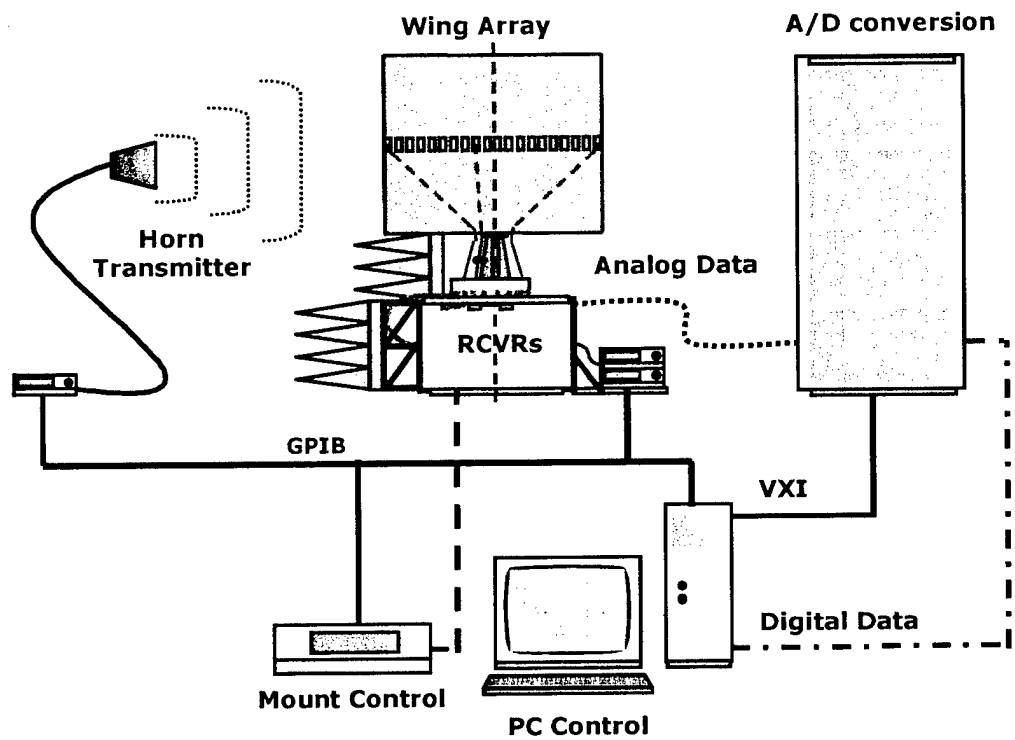 Wing Array
A/D conversion
Horn
Transmitter
Analog Data
RCVRs
GPIB
VXI
Digital Data
Mount Control
PC Control